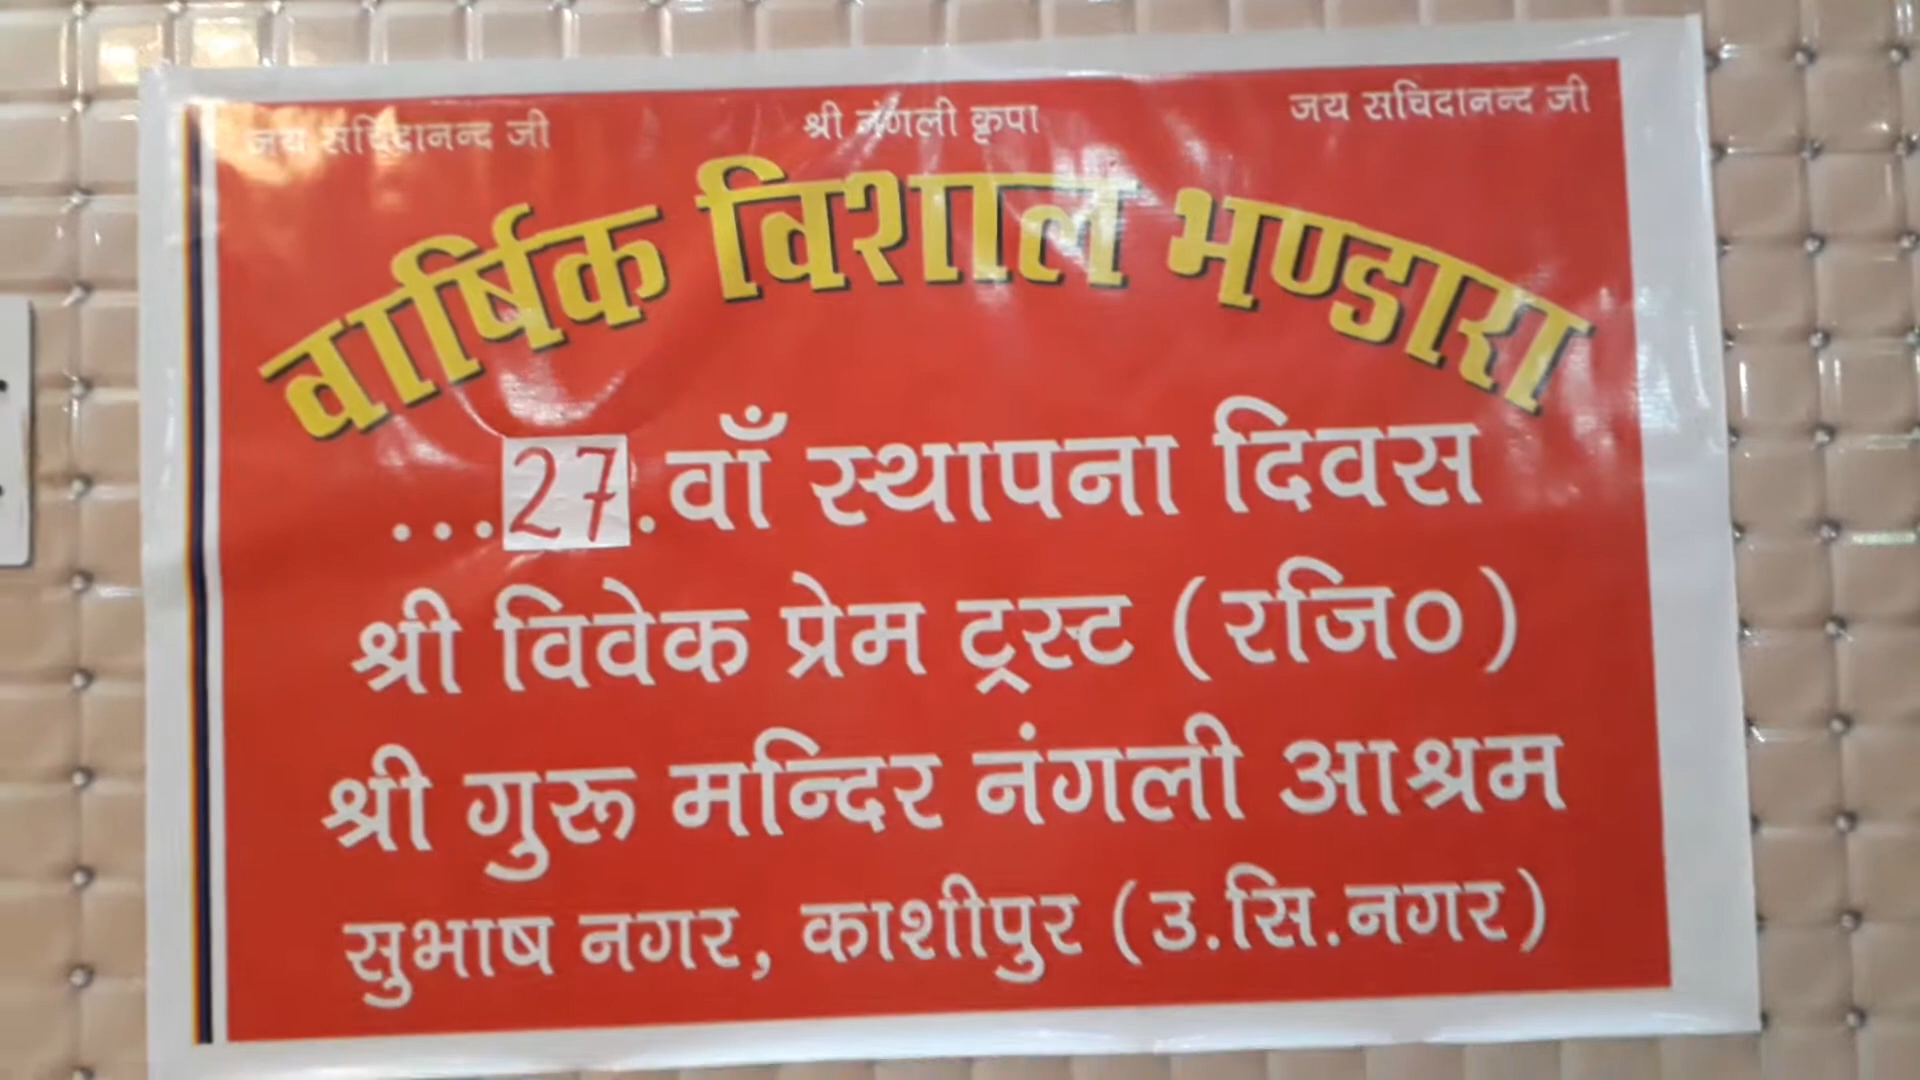 जय सचिदानन्द जी श्री नंगली कृपा जय सचिदानन्द जी
वार्षिक विशाल भण्डारा
...27.वाँ स्थापना दिवस
श्री विवेक प्रेम ट्रस्ट (रजि०)
श्री गुरू मन्दिर नंगली आश्रम
सुभाष नगर, काशीपुर (उ.सि.नगर)